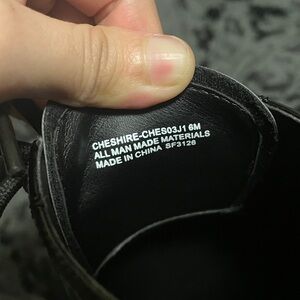 CHESHIRE-CHES03J1 6M
ALL MAN MADE MATERIALS
MADE IN CHINA SF3126